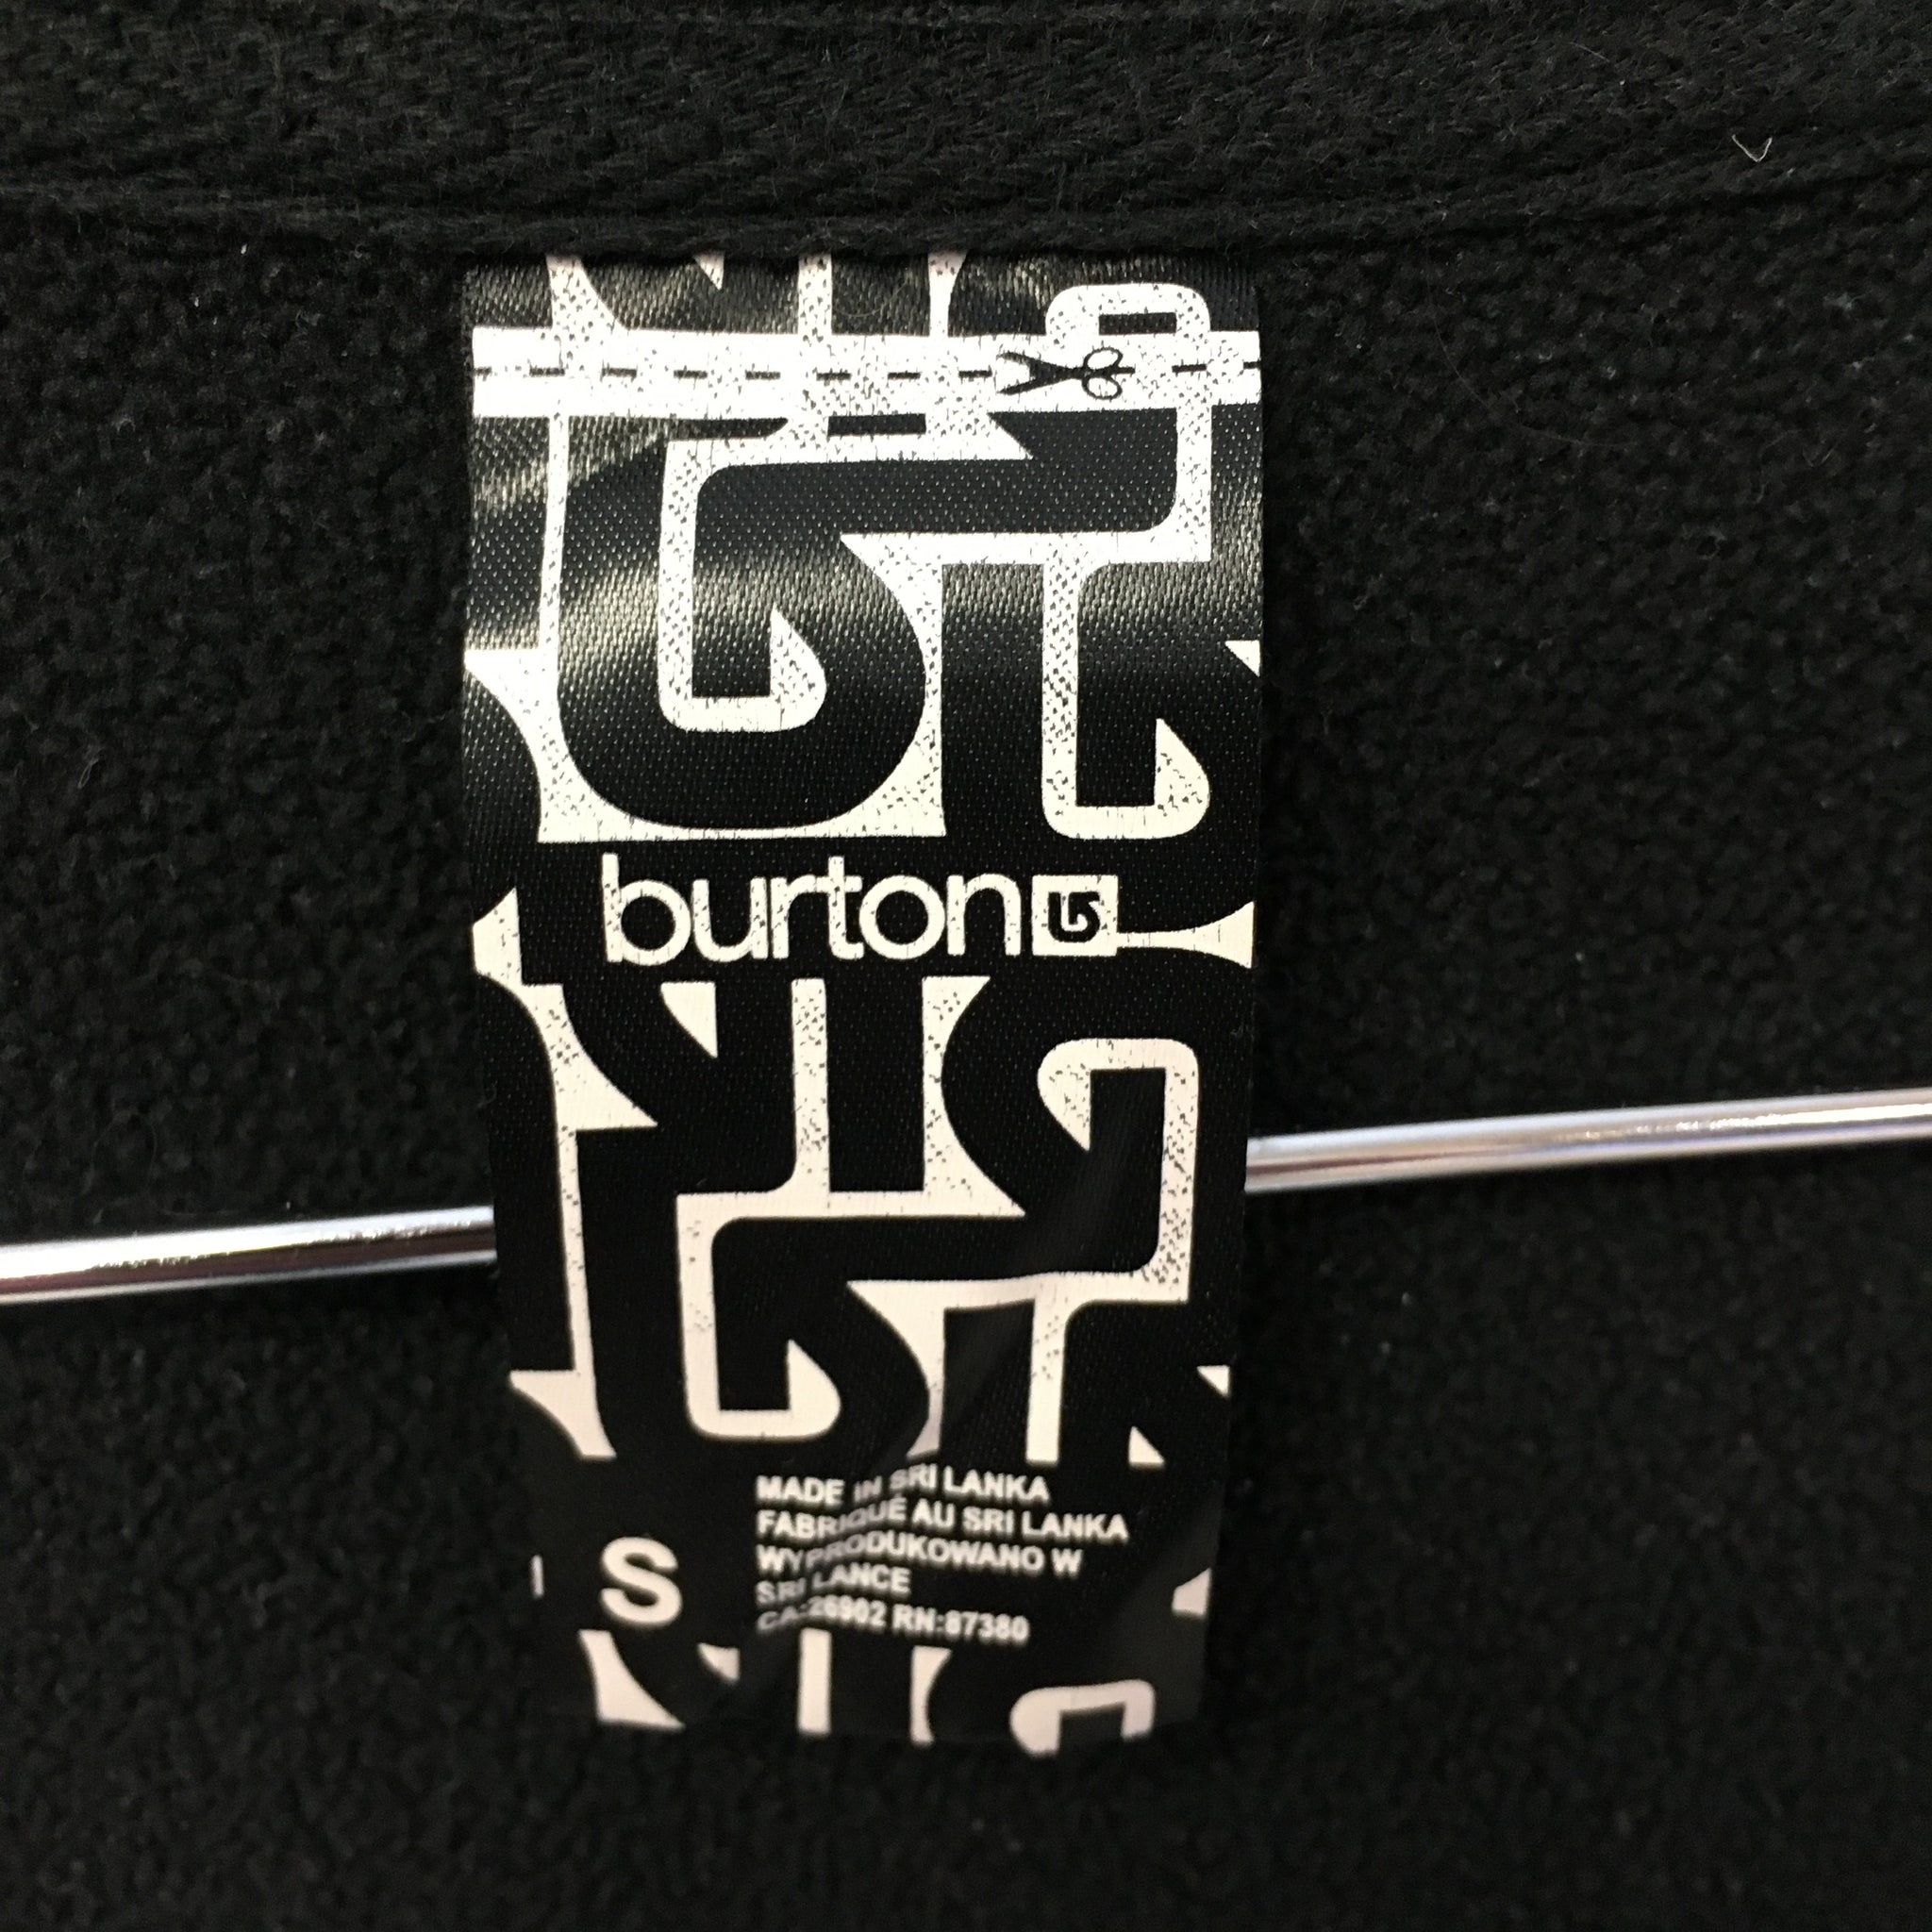 burton
MADE IN SRI LANKA
FABRIQUÉ AU SRI LANKA
WYPRODUKOWANO W
SRI LANCE
S
CA:26902 RN:87380